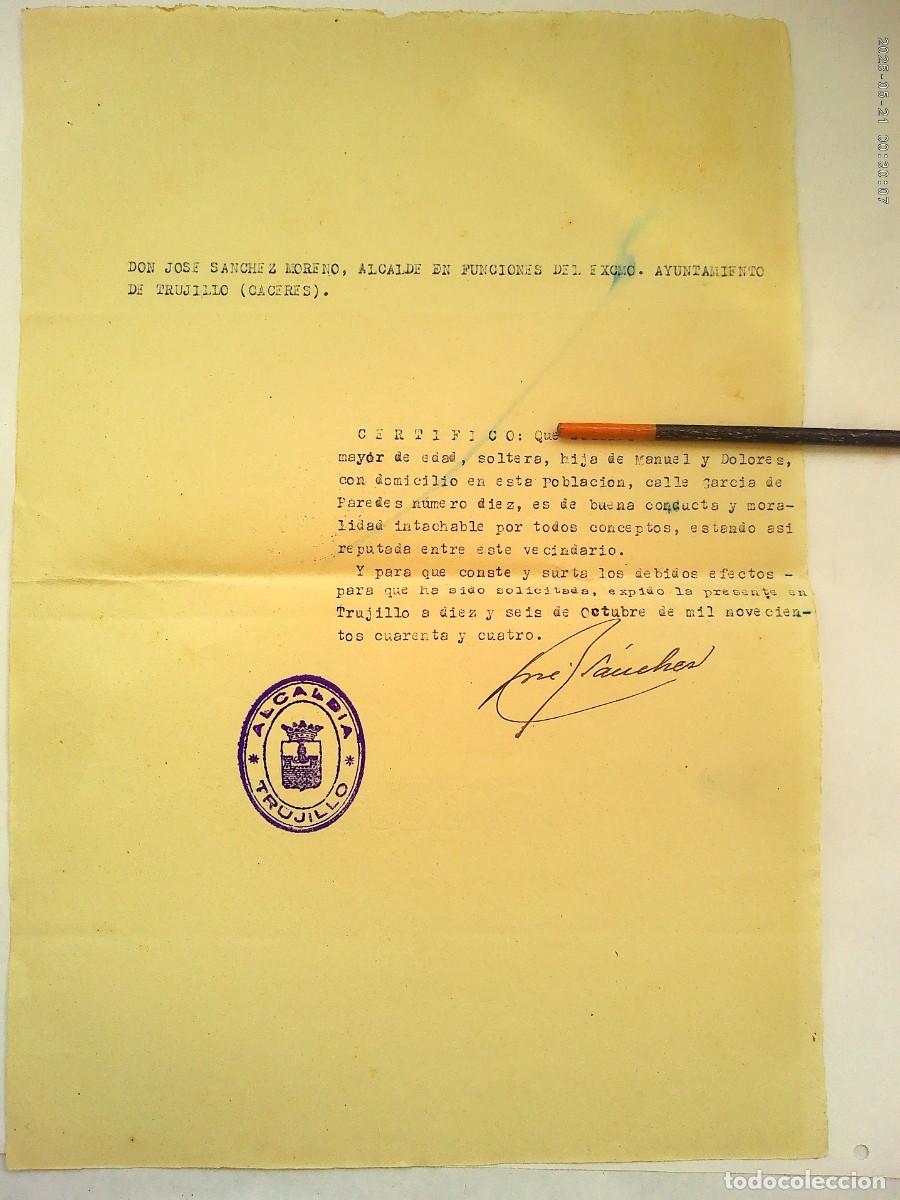 2025-05-21 00:30:07
DON JOSE SANCHEZ MORENO, ALCALDE EN FUNCIONES DEL EXCMO. AYUNTAMIENTO
DE TRUJILLO (CACERES).
C E R T I F I C O: Que
mayor de edad, soltera, hija de Manuel y Dolores,
con domicilio en esta Poblacion, calle Garcia de
Paredes numero diez, es de buena conducta y mora-
lidad intachable por todos conceptos, estando asi
reputada entre este vecindario.
Y para que conste y surta los debidos efectos -
para que ha sido solicitada, expido la presente en
Trujillo a diez y seis de Octubre de mil novecien-
tos cuarenta y cuatro.
José Sánchez
ALCALDIA
* *
TRUJILLO
todocoleccion